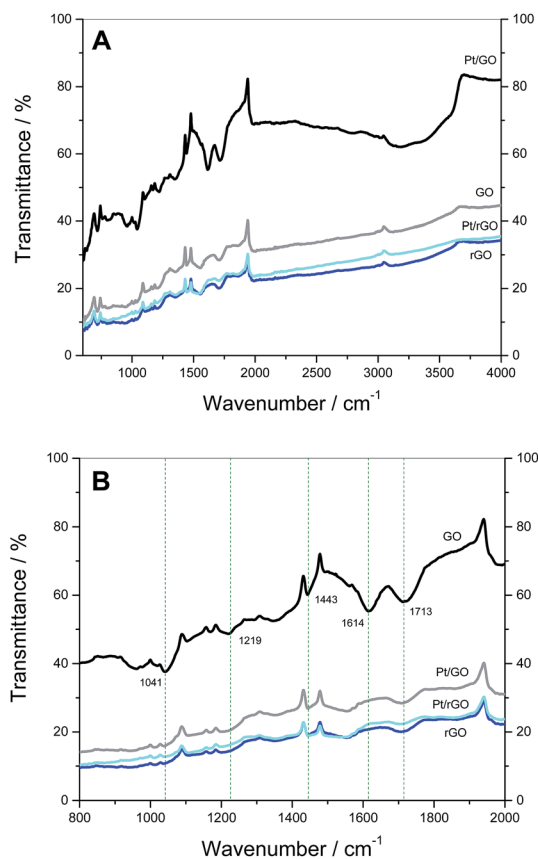 A
100
100
80
80
60
60
40
40
20
20
0
0
Transmittance / %
Pt/GO
GO
Pt/rGO
rGO
1000 1500 2000 2500 3000 3500 4000
Wavenumber / cm-1
B
100
100
80
80
60
60
40
40
20
20
0
0
Transmittance / %
GO
1443
1614
1713
1219
1041
Pt/GO
Pt/rGO
rGO
800 1000 1200 1400 1600 1800 2000
Wavenumber / cm-1